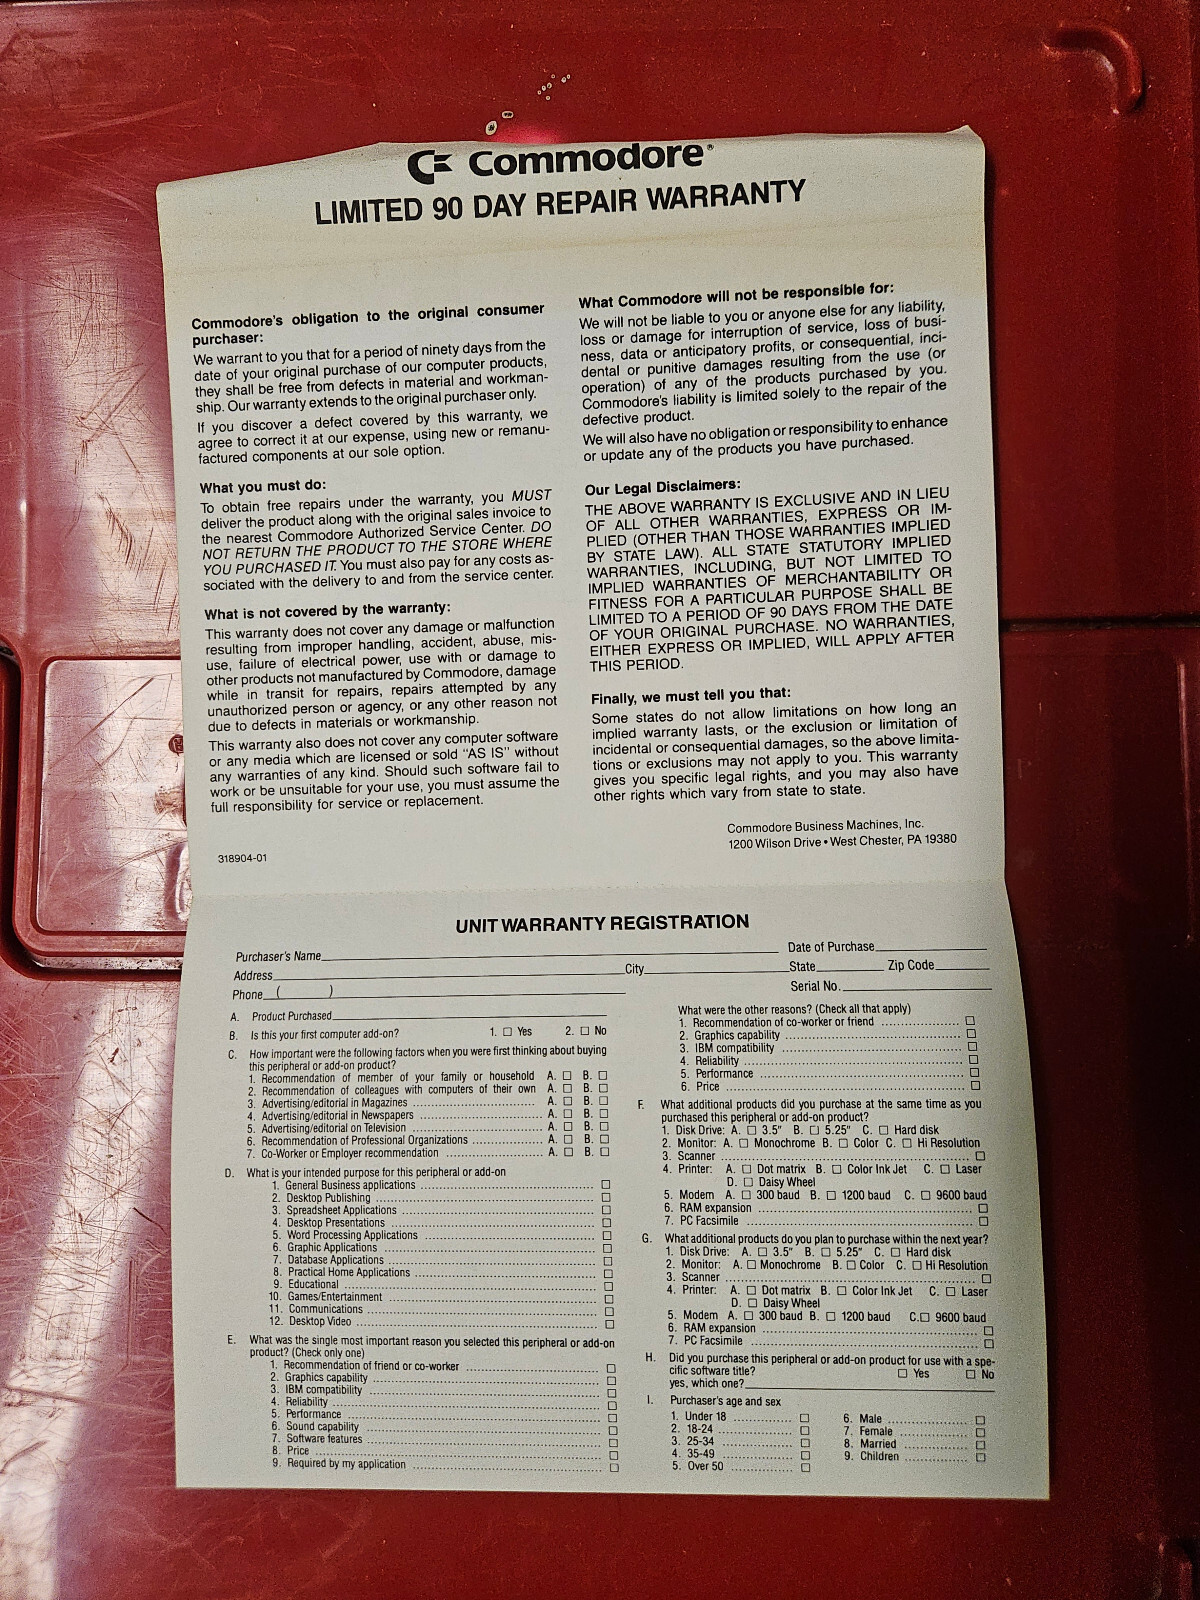 Commodore®
LIMITED 90 DAY REPAIR WARRANTY
Commodore's obligation to the original consumer
purchaser:
We warrant to you that for a period of ninety days from the
date of your original purchase of our computer products,
they shall be free from defects in material and workman-
ship. Our warranty extends to the original purchaser only.
If you discover a defect covered by this warranty, we
agree to correct it at our expense, using new or remanu-
factured components at our sole option.
What you must do:
To obtain free repairs under the warranty, you MUST
deliver the product along with the original sales invoice to
the nearest Commodore Authorized Service Center. DO
NOT RETURN THE PRODUCT TO THE STORE WHERE
YOU PURCHASED IT. You must also pay for any costs as-
sociated with the delivery to and from the service center.
What is not covered by the warranty:
This warranty does not cover any damage or malfunction
resulting from improper handling, accident, abuse, mis-
use, failure of electrical power, use with or damage to
other products not manufactured by Commodore, damage
while in transit for repairs, repairs attempted by any
unauthorized person or agency, or any other reason not
due to defects in materials or workmanship.
This warranty also does not cover any computer software
or any media which are licensed or sold "AS IS" without
any warranties of any kind. Should such software fail to
work or be unsuitable for your use, you must assume the
full responsibility for service or replacement.
318904-01
What Commodore will not be responsible for:
We will not be liable to you or anyone else for any liability,
loss or damage for interruption of service, loss of busi-
ness, data or anticipatory profits, or consequential, inci-
dental or punitive damages resulting from the use (or
operation) of any of the products purchased by you.
Commodore's liability is limited solely to the repair of the
defective product.
We will also have no obligation or responsibility to enhance
or update any of the products you have purchased.
Our Legal Disclaimers:
THE ABOVE WARRANTY IS EXCLUSIVE AND IN LIEU
OF ALL OTHER WARRANTIES, EXPRESS OR IM-
PLIED (OTHER THAN THOSE WARRANTIES IMPLIED
BY STATE LAW). ALL STATE STATUTORY IMPLIED
WARRANTIES, INCLUDING, BUT NOT LIMITED TO
IMPLIED WARRANTIES OF MERCHANTABILITY OR
FITNESS FOR A PARTICULAR PURPOSE SHALL BE
LIMITED TO A PERIOD OF 90 DAYS FROM THE DATE
OF YOUR ORIGINAL PURCHASE. NO WARRANTIES,
EITHER EXPRESS OR IMPLIED, WILL APPLY AFTER
THIS PERIOD.
Finally, we must tell you that:
Some states do not allow limitations on how long an
implied warranty lasts, or the exclusion or limitation of
incidental or consequential damages, so the above limita-
tions or exclusions may not apply to you. This warranty
gives you specific legal rights, and you may also have
other rights which vary from state to state.
Commodore Business Machines, Inc.
1200 Wilson Drive • West Chester, PA 19380
UNIT WARRANTY REGISTRATION
Purchaser's Name Date of Purchase
Address City State Zip Code
Phone ( ) Serial No.
A. Product Purchased
B. Is this your first computer add-on? 1. □ Yes 2. □ No
C. How important were the following factors when you were first thinking about buying
this peripheral or add-on product?
1. Recommendation of member of your family or household A. □ B. □
2. Recommendation of colleagues with computers of their own A. □ B. □
3. Advertising/editorial in Magazines A. □ B. □
4. Advertising/editorial in Newspapers A. □ B. □
5. Advertising/editorial on Television A. □ B. □
6. Recommendation of Professional Organizations A. □ B. □
7. Co-Worker or Employer recommendation A. □ B. □
D. What is your intended purpose for this peripheral or add-on
1. General Business applications □
2. Desktop Publishing □
3. Spreadsheet Applications □
4. Desktop Presentations □
5. Word Processing Applications □
6. Graphic Applications □
7. Database Applications □
8. Practical Home Applications □
9. Educational □
10. Games/Entertainment □
11. Communications □
12. Desktop Video □
E. What was the single most important reason you selected this peripheral or add-on
product? (Check only one)
1. Recommendation of friend or co-worker □
2. Graphics capability □
3. IBM compatibility □
4. Reliability □
5. Performance □
6. Sound capability □
7. Software features □
8. Price □
9. Required by my application □
What were the other reasons? (Check all that apply)
1. Recommendation of co-worker or friend □
2. Graphics capability □
3. IBM compatibility □
4. Reliability □
5. Performance □
6. Price □
F. What additional products did you purchase at the same time as you
purchased this peripheral or add-on product?
1. Disk Drive: A. □ 3.5" B. □ 5.25" C. □ Hard disk
2. Monitor: A. □ Monochrome B. □ Color C. □ Hi Resolution
3. Scanner □
4. Printer: A. □ Dot matrix B. □ Color Ink Jet C. □ Laser
D. □ Daisy Wheel
5. Modem A. □ 300 baud B. □ 1200 baud C. □ 9600 baud
6. RAM expansion □
7. PC Facsimile □
G. What additional products do you plan to purchase within the next year?
1. Disk Drive: A. □ 3.5" B. □ 5.25" C. □ Hard disk
2. Monitor: A. □ Monochrome B. □ Color C. □ Hi Resolution
3. Scanner □
4. Printer: A. □ Dot matrix B. □ Color Ink Jet C. □ Laser
D. □ Daisy Wheel
5. Modem A. □ 300 baud B. □ 1200 baud C.□ 9600 baud
6. RAM expansion □
7. PC Facsimile □
H. Did you purchase this peripheral or add-on product for use with a spe-
cific software title? □ Yes □ No
yes, which one?
I. Purchaser's age and sex
1. Under 18 □ 6. Male □
2. 18-24 □ 7. Female □
3. 25-34 □ 8. Married □
4. 35-49 □ 9. Children □
5. Over 50 □